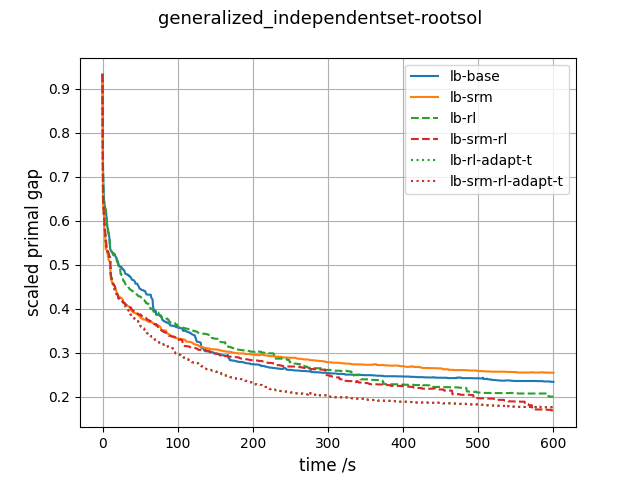 generalized_independentset-rootsol
lb-base
lb-srm
lb-rl
lb-srm-rl
lb-rl-adapt-t
lb-srm-rl-adapt-t
scaled primal gap
0.9
0.8
0.7
0.6
0.5
0.4
0.3
0.2
0 100 200 300 400 500 600
time /s